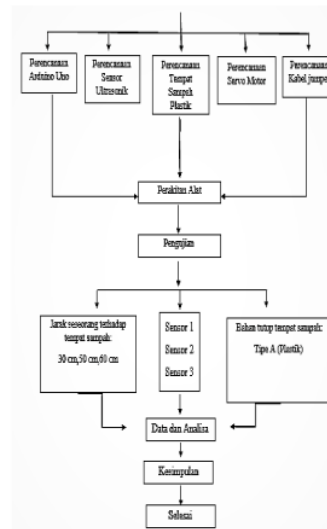 Perencanaan
Arduino Uno
Perencanaan
Sensor
Ultrasonik
Perencanaan
Tempat
Sampah
Plastik
Perencanaan
Servo Motor
Perencanaan
Kabel jumper
Perakitan Alat
Pengujian
Jarak seseorang terhadap
tempat sampah:
30 cm,50 cm,60 cm
Sensor 1
Sensor 2
Sensor 3
Bahan tutup tempat sampah:
Tipe A (Plastik)
Data dan Analisa
Kesimpulan
Selesai